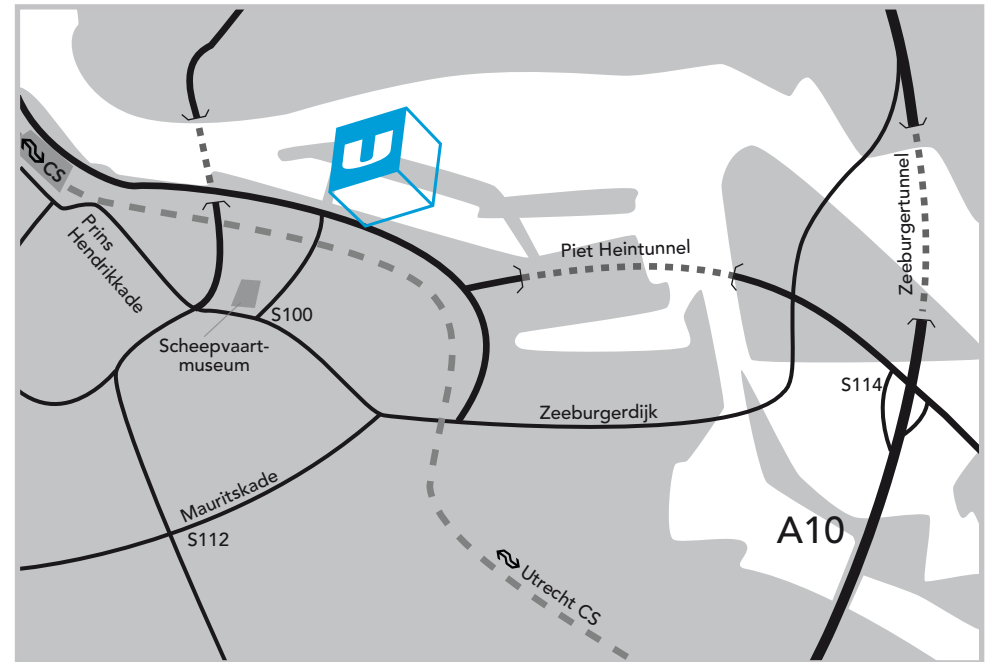 U
CS
Prins
Hendrikkade
Piet Heintunnel
Zeeburgertunnel
S100
Scheepvaart-
museum
S114
Zeeburgerdijk
Mauritskade
S112
A10
Utrecht CS